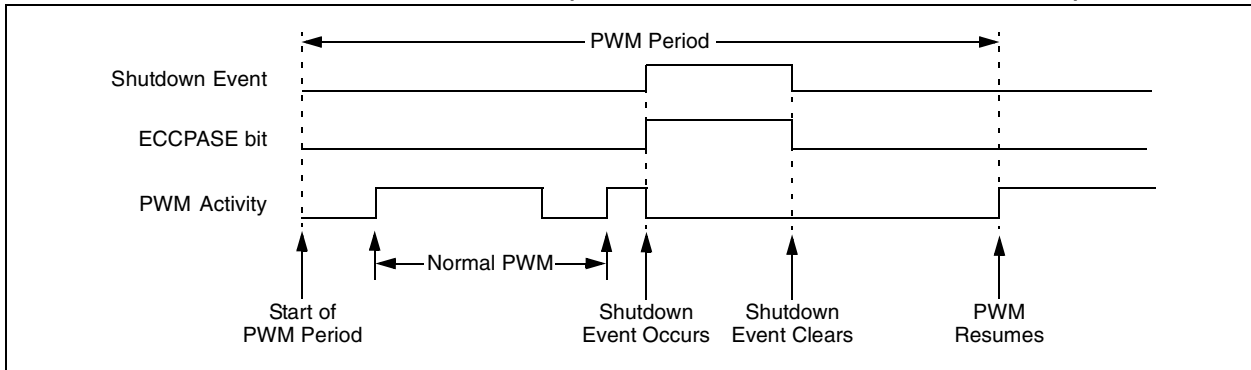 PWM Period
Shutdown Event
ECCPASE bit
PWM Activity
Normal PWM
Start of
PWM Period
Shutdown
Event Occurs
Shutdown
Event Clears
PWM
Resumes